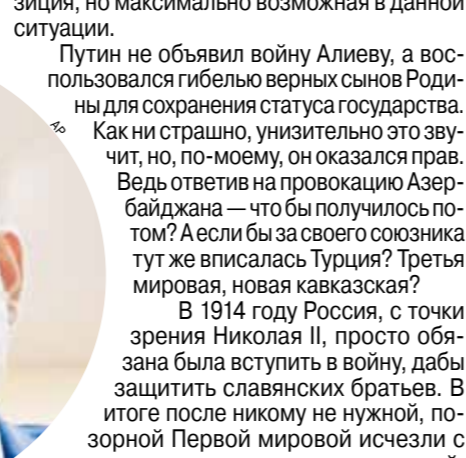 зиция, но максимально возможная в данной
ситуации.
Путин не объявил войну Алиеву, а вос-
пользовался гибелью верных сынов Роди-
ны для сохранения статуса государства.
Как ни страшно, унизительно это зву-
чит, но, по-моему, он оказался прав.
Ведь ответив на провокацию Азер-
байджана — что бы получилось по-
том? А если бы за своего союзника
тут же вписалась Турция? Третья
мировая, новая кавказская?
В 1914 году Россия, с точки
зрения Николая II, просто обя-
зана была вступить в войну, дабы
защитить славянских братьев. В
итоге после никому не нужной, по-
зорной Первой мировой исчезли с
AP